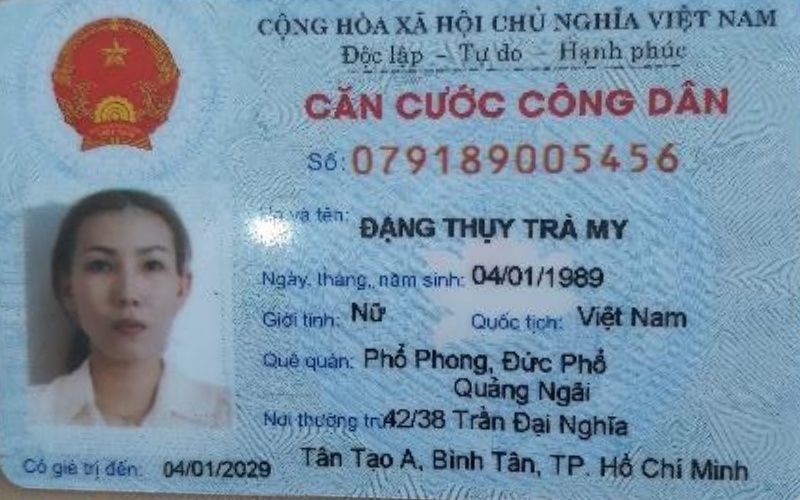 CỘNG HÒA XÃ HỘI CHỦ NGHĨA VIỆT NAM
Độc lập - Tự do - Hạnh phúc
CĂN CƯỚC CÔNG DÂN
Số: 079189005456
và tên: ĐẶNG THỤY TRÀ MY
Ngày, tháng, năm sinh: 04/01/1989
Giới tính: Nữ Quốc tịch: Việt Nam
Quê quán: Phổ Phong, Đức Phổ
Quảng Ngãi
Nơi thường trú: 42/38 Trần Đại Nghĩa
Tân Tạo A, Bình Tân, TP. Hồ Chí Minh
Có giá trị đến: 04/01/2029